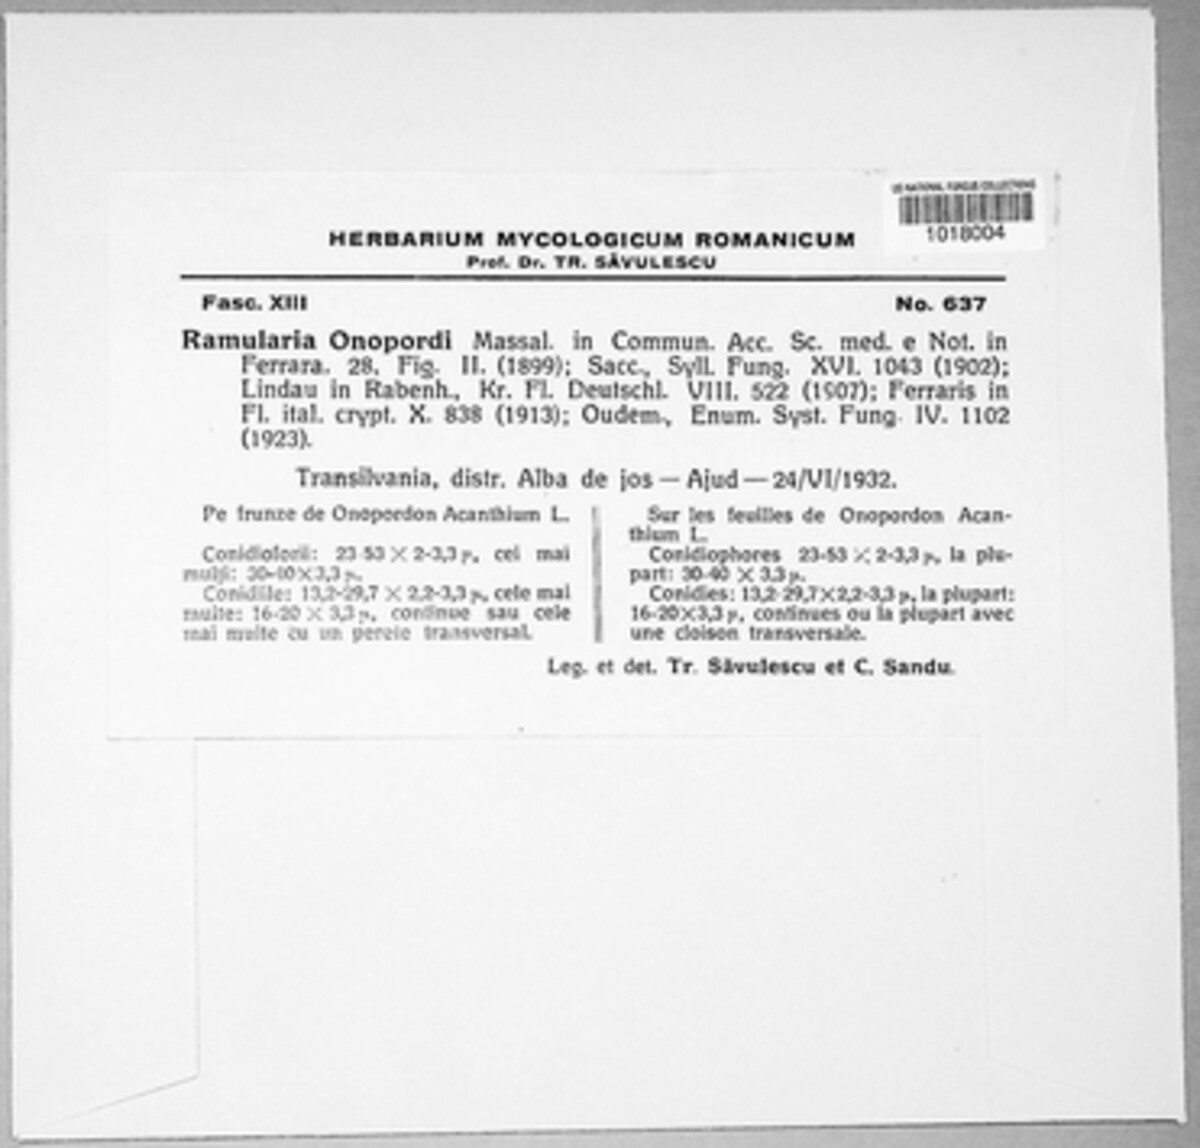 US NATIONAL FUNGUS COLLECTIONS
1018004
HERBARIUM MYCOLOGICUM ROMANICUM
Prof. Dr. TR. SĂVULESCU
Fasc. XIII
No. 637
Ramularia Onopordi Massal. in Commun. Acc. Sc. med. e Not. in
Ferrara. 28, Fig. II. (1899); Sacc., Syll. Fung. XVI. 1043 (1902);
Lindau in Rabenh., Kr. Fl. Deutschl. VIII. 522 (1907); Ferraris in
Fl. ital. crypt. X. 838 (1913); Oudem., Enum. Syst. Fung. IV. 1102
(1923).
Transilvania, distr. Alba de jos — Ajud — 24/VI/1932.
Pe frunze de Onopordon Acanthium L.
Conidioforii: 23-53 × 2-3,3 µ, cei mai
mulți: 30-40×3,3 µ.
Conidiile: 13,2-29,7 × 2,2-3,3 µ, cele mai
multe: 16-20 × 3,3 µ, continue sau cele
mai multe cu un perete transversal.
Sur les feuilles de Onopordon Acan-
thium L.
Conidiophores 23-53 × 2-3,3 µ, la plu-
part: 30-40 × 3,3 µ.
Conidies: 13,2-29,7×2,2-3,3 µ, la plupart:
16-20×3,3 µ, continues ou la plupart avec
une cloison transversale.
Leg. et det. Tr. Săvulescu et C. Sandu.